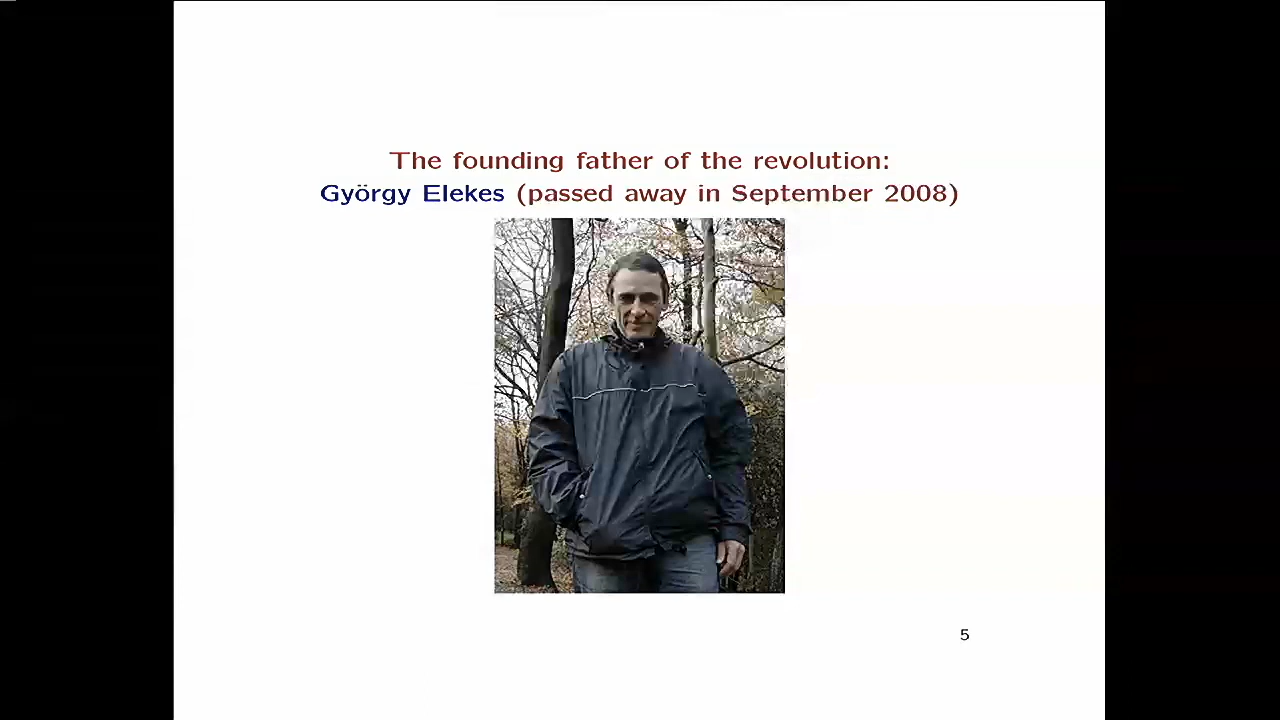 The founding father of the revolution:
György Elekes (passed away in September 2008)
5